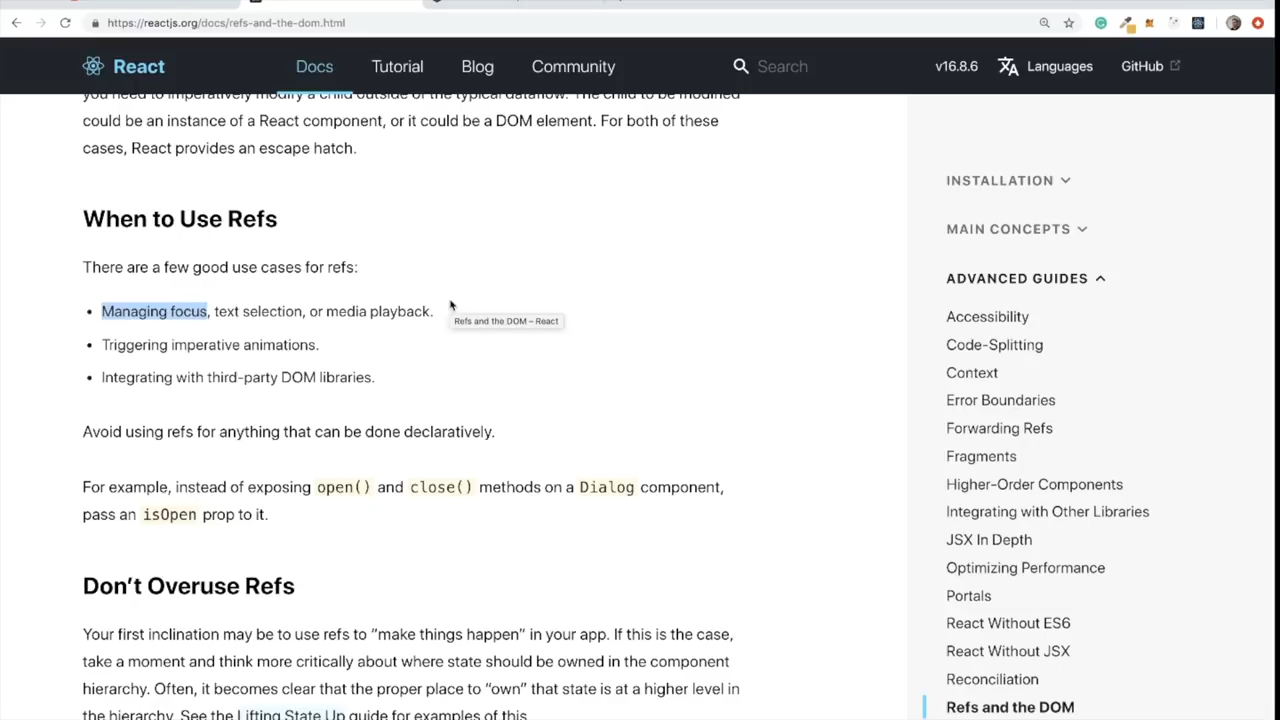 https://reactjs.org/docs/refs-and-the-dom.html
React
Docs
Tutorial
Blog
Community
Search
v16.8.6
Languages
GitHub
you need to imperatively modify a child outside of the typical dataflow. The child to be modified
could be an instance of a React component, or it could be a DOM element. For both of these
cases, React provides an escape hatch.
When to Use Refs
There are a few good use cases for refs:
• Managing focus, text selection, or media playback.
Refs and the DOM – React
• Triggering imperative animations.
• Integrating with third-party DOM libraries.
Avoid using refs for anything that can be done declaratively.
For example, instead of exposing open() and close() methods on a Dialog component,
pass an isOpen prop to it.
Don’t Overuse Refs
Your first inclination may be to use refs to “make things happen” in your app. If this is the case,
take a moment and think more critically about where state should be owned in the component
hierarchy. Often, it becomes clear that the proper place to “own” that state is at a higher level in
the hierarchy. See the Lifting State Up guide for examples of this.
INSTALLATION
MAIN CONCEPTS
ADVANCED GUIDES
Accessibility
Code-Splitting
Context
Error Boundaries
Forwarding Refs
Fragments
Higher-Order Components
Integrating with Other Libraries
JSX In Depth
Optimizing Performance
Portals
React Without ES6
React Without JSX
Reconciliation
Refs and the DOM